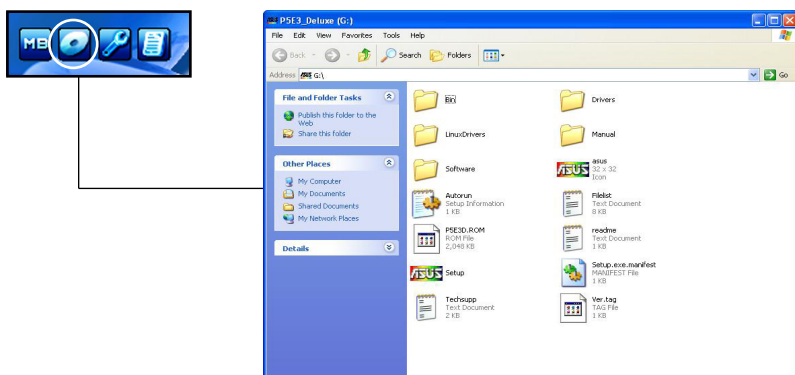 MB
P5E3_Deluxe (G:)
File Edit View Favorites Tools Help
Back Search Folders
Address G:\ Go
File and Folder Tasks
Publish this folder to the
Web
Share this folder
Other Places
My Computer
My Documents
Shared Documents
My Network Places
Details
Bin
Drivers
LinuxDrivers
Manual
Software
ASUS
asus
32 x 32
Icon
Autorun
Setup Information
1 KB
Filelist
Text Document
8 KB
P5E3D.ROM
ROM File
2,048 KB
readme
Text Document
1 KB
ASUS
Setup
Setup.exe.manifest
MANIFEST File
1 KB
Techsupp
Text Document
2 KB
Ver.tag
TAG File
1 KB